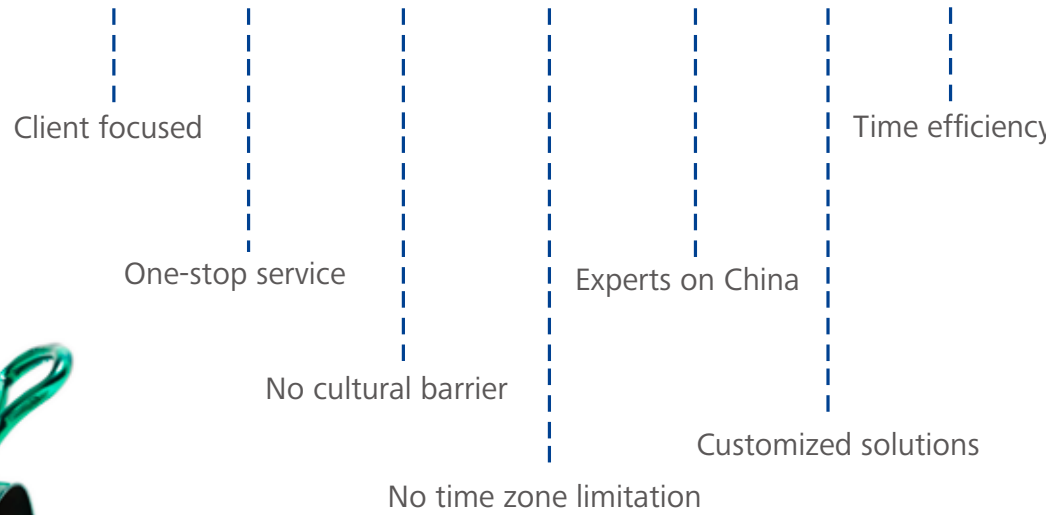 Client focused
Time efficiency
One-stop service
Experts on China
No cultural barrier
Customized solutions
No time zone limitation